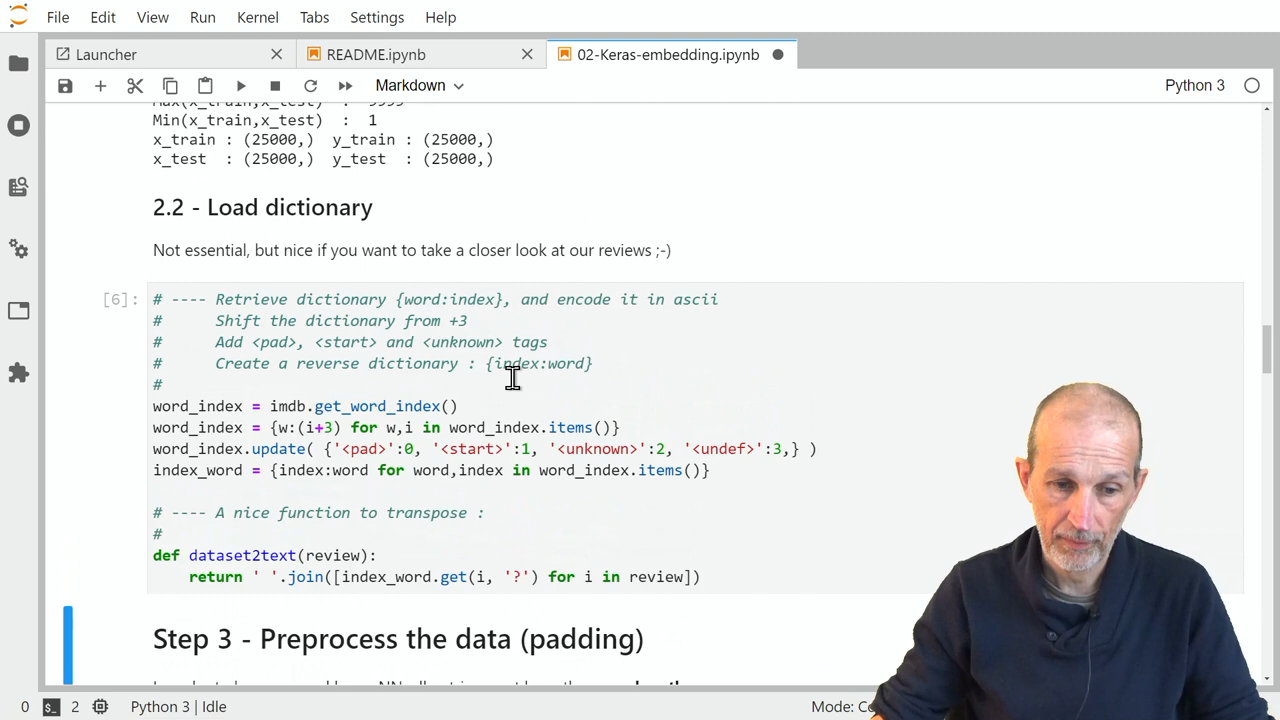 File Edit View Run Kernel Tabs Settings Help
Launcher README.ipynb 02-Keras-embedding.ipynb
Markdown Python 3
Max(x_train,x_test) : 9999
Min(x_train,x_test) : 1
x_train : (25000,) y_train : (25000,)
x_test : (25000,) y_test : (25000,)
2.2 - Load dictionary
Not essential, but nice if you want to take a closer look at our reviews ;-)
[6]:
# ---- Retrieve dictionary {word:index}, and encode it in ascii
# Shift the dictionary from +3
# Add <pad>, <start> and <unknown> tags
# Create a reverse dictionary : {index:word}
#
word_index = imdb.get_word_index()
word_index = {w:(i+3) for w,i in word_index.items()}
word_index.update( {'<pad>':0, '<start>':1, '<unknown>':2, '<undef>':3,} )
index_word = {index:word for word,index in word_index.items()}
# ---- A nice function to transpose :
#
def dataset2text(review):
return ' '.join([index_word.get(i, '?') for i in review])
Step 3 - Preprocess the data (padding)
0 $_ 2 Python 3 | Idle Mode: